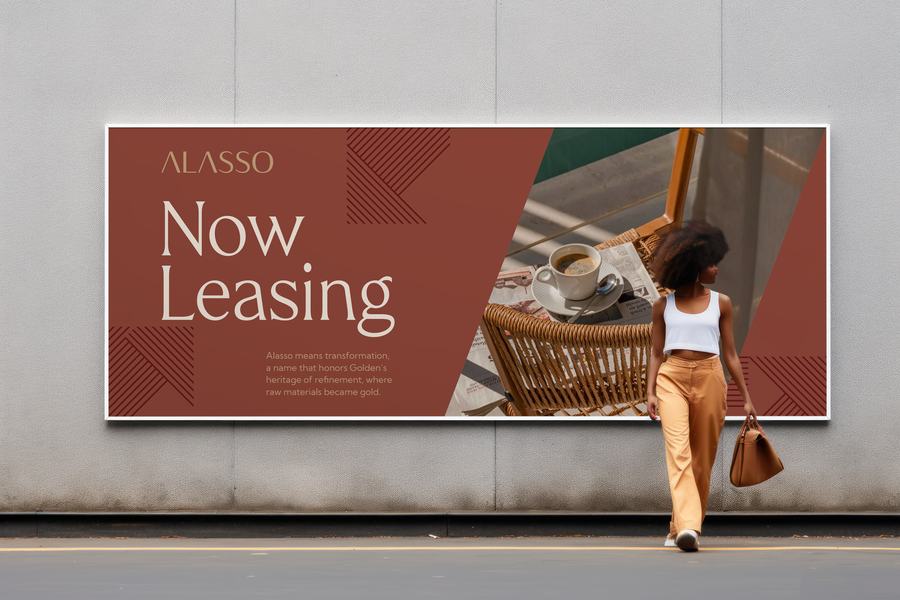 ALASSO
Now
Leasing
Alasso means transformation,
a name that honors Golden's
heritage of refinement, where
raw materials became gold.